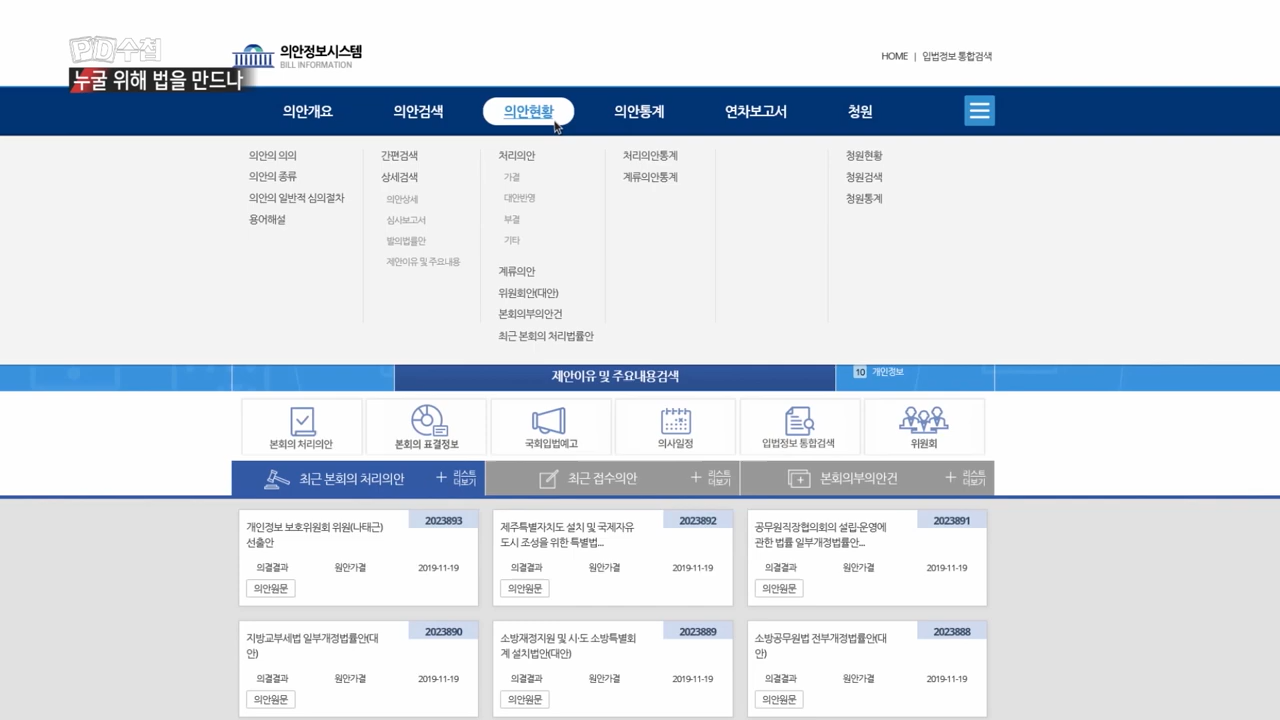 PD수첩
누굴 위해 법을 만드나
의안정보시스템
BILL INFORMATION
HOME | 입법정보 통합검색
의안개요 의안검색 의안현황 의안통계 연차보고서 청원
의안의 의의
의안의 종류
의안의 일반적 심의절차
용어해설
간편검색
상세검색
의안상세
심사보고서
발의법률안
제안이유 및 주요내용
처리의안
가결
대안반영
부결
기타
계류의안
위원회안(대안)
본회의부의안건
최근 본회의 처리법률안
처리의안통계
계류의안통계
청원현황
청원검색
청원통계
제안이유 및 주요내용검색
10 개인정보
본회의 처리의안 본회의 표결정보 국회입법예고 의사일정 입법정보 통합검색 위원회
최근 본회의 처리의안 + 리스트
더보기
최근 접수의안 + 리스트
더보기
본회의부의안건 + 리스트
더보기
2023893
개인정보 보호위원회 위원(나태근)
선출안
의결결과 원안가결 2019-11-19
의안원문
2023892
제주특별자치도 설치 및 국제자유
도시 조성을 위한 특별법...
의결결과 원안가결 2019-11-19
의안원문
2023891
공무원직장협의회의 설립·운영에
관한 법률 일부개정법률안...
의결결과 원안가결 2019-11-19
의안원문
2023890
지방교부세법 일부개정법률안(대
안)
의결결과 원안가결 2019-11-19
의안원문
2023889
소방재정지원 및 시·도 소방특별회
계 설치법안(대안)
의결결과 원안가결 2019-11-19
의안원문
2023888
소방공무원법 전부개정법률안(대
안)
의결결과 원안가결 2019-11-19
의안원문